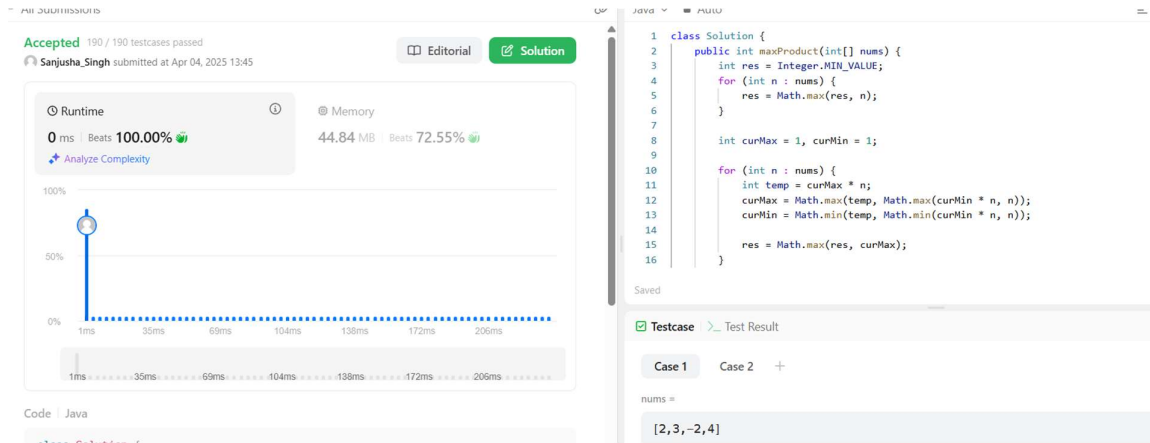 All Submissions
Accepted 190 / 190 testcases passed
Sanjusha_Singh submitted at Apr 04, 2025 13:45
Editorial
Solution
Runtime
0 ms | Beats 100.00%
Analyze Complexity
Memory
44.84 MB | Beats 72.55%
100%
50%
0%
1ms 35ms 69ms 104ms 138ms 172ms 206ms
1ms 35ms 69ms 104ms 138ms 172ms 206ms
Code | Java
class Solution {
Java Auto
1 class Solution {
2 public int maxProduct(int[] nums) {
3 int res = Integer.MIN_VALUE;
4 for (int n : nums) {
5 res = Math.max(res, n);
6 }
7
8 int curMax = 1, curMin = 1;
9
10 for (int n : nums) {
11 int temp = curMax * n;
12 curMax = Math.max(temp, Math.max(curMin * n, n));
13 curMin = Math.min(temp, Math.min(curMin * n, n));
14
15 res = Math.max(res, curMax);
16 }
Saved
Testcase | >_ Test Result
Case 1 Case 2 +
nums =
[2,3,-2,4]